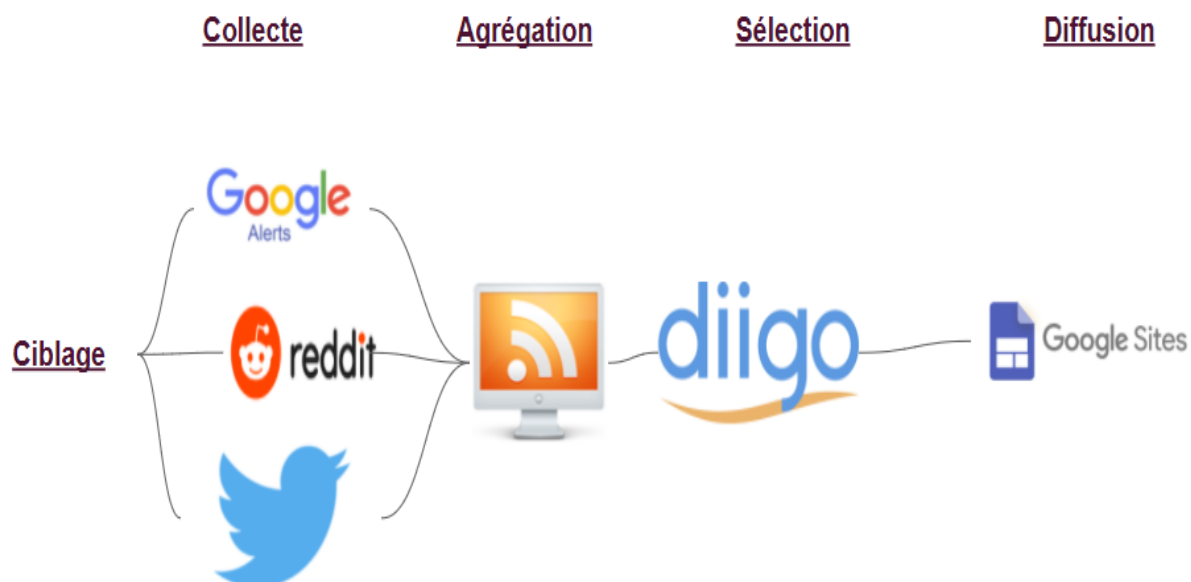 Collecte
Agrégation
Sélection
Diffusion
Google
Alerts
reddit
Ciblage
diigo
Google Sites